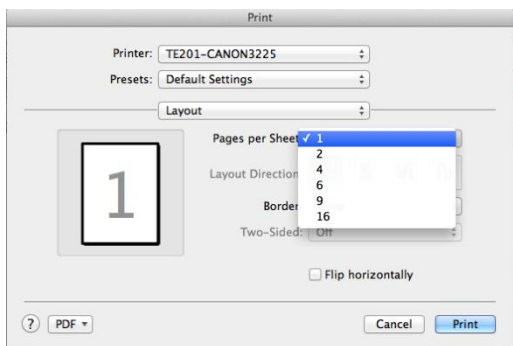 Print
Printer: TE201-CANON3225
Presets: Default Settings
Layout
Pages per Sheet ✓ 1
2
4
6
9
16
Layout Direction
Border
Two-Sided: Off
Flip horizontally
1
? PDF
Cancel Print